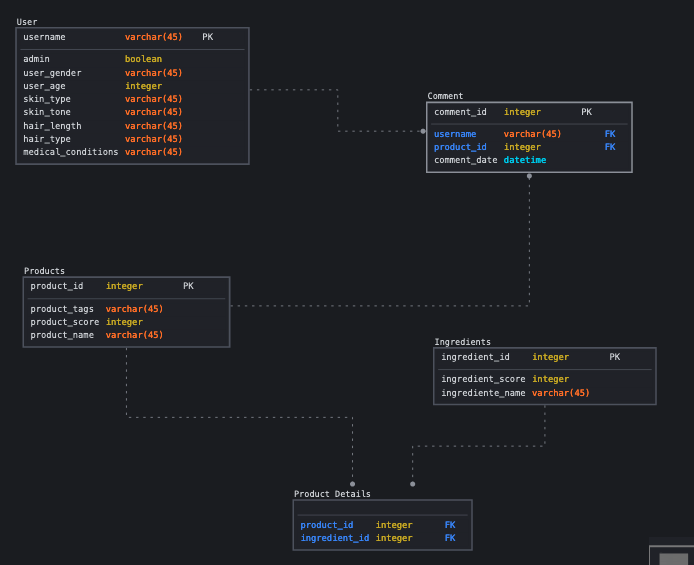 User
username varchar(45) PK
admin boolean
user_gender varchar(45)
user_age integer
skin_type varchar(45)
skin_tone varchar(45)
hair_length varchar(45)
hair_type varchar(45)
medical_conditions varchar(45)
Comment
comment_id integer PK
username varchar(45) FK
product_id integer FK
comment_date datetime
Products
product_id integer PK
product_tags varchar(45)
product_score integer
product_name varchar(45)
Ingredients
ingredient_id integer PK
ingredient_score integer
ingrediente_name varchar(45)
Product Details
product_id integer FK
ingredient_id integer FK